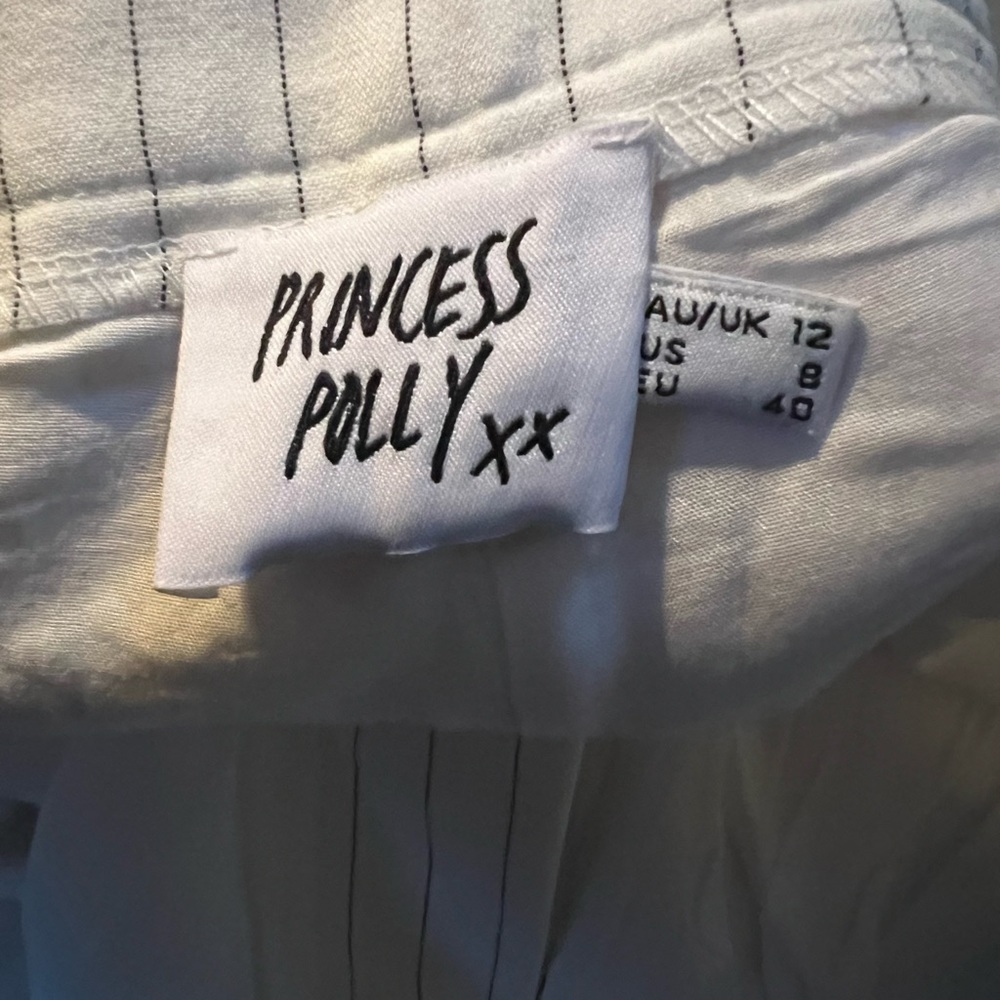 PRINCESS
POLLY xx
AU/UK 12
US 8
EU 40